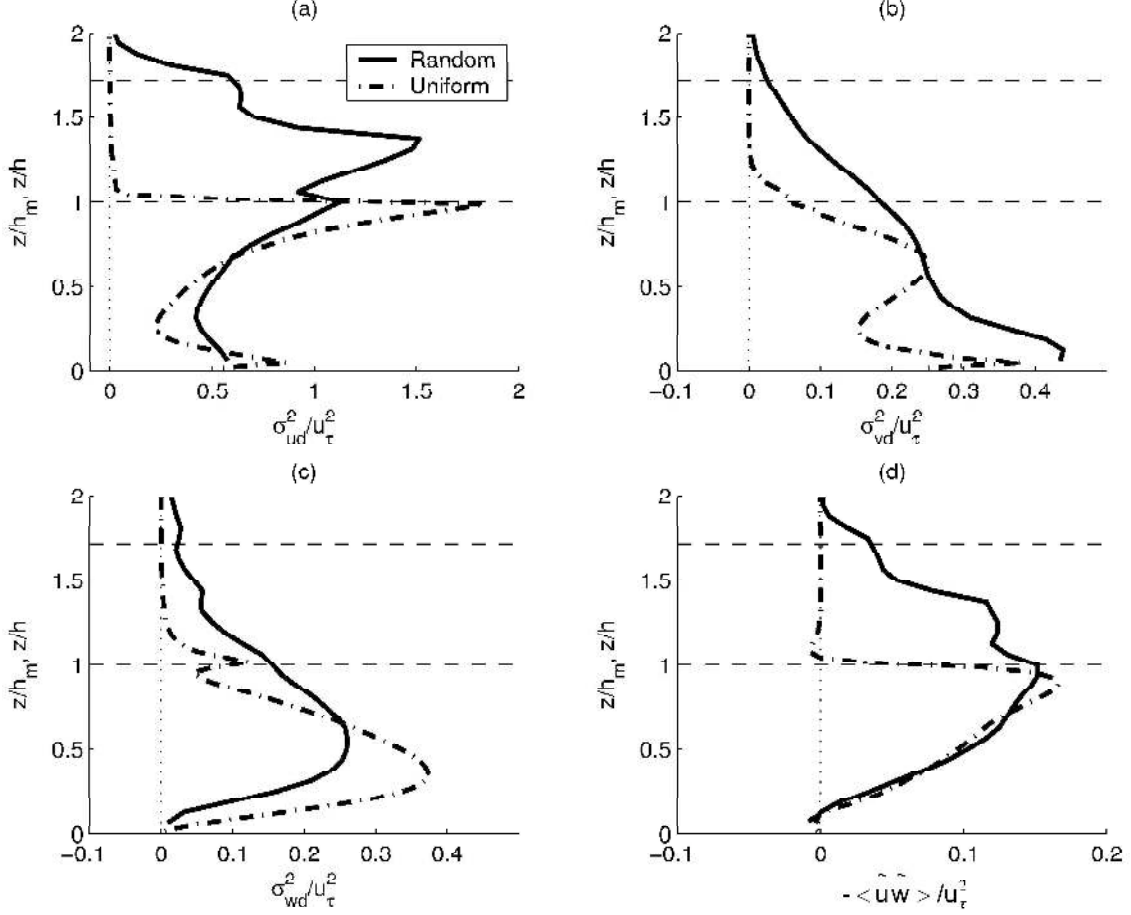 (a)
2
1.5
1
0.5
0
z/h_m, z/h
Random
Uniform
0
0.5
1
1.5
2
σ²_ud/u²_τ
(b)
2
1.5
1
0.5
0
z/h_m, z/h
-0.1
0
0.1
0.2
0.3
0.4
σ²_vd/u²_τ
(c)
2
1.5
1
0.5
0
z/h_m, z/h
-0.1
0
0.1
0.2
0.3
0.4
σ²_wd/u²_τ
(d)
2
1.5
1
0.5
0
z/h_m, z/h
-0.1
0
0.1
0.2
- < ũ w̃ > /u²_τ